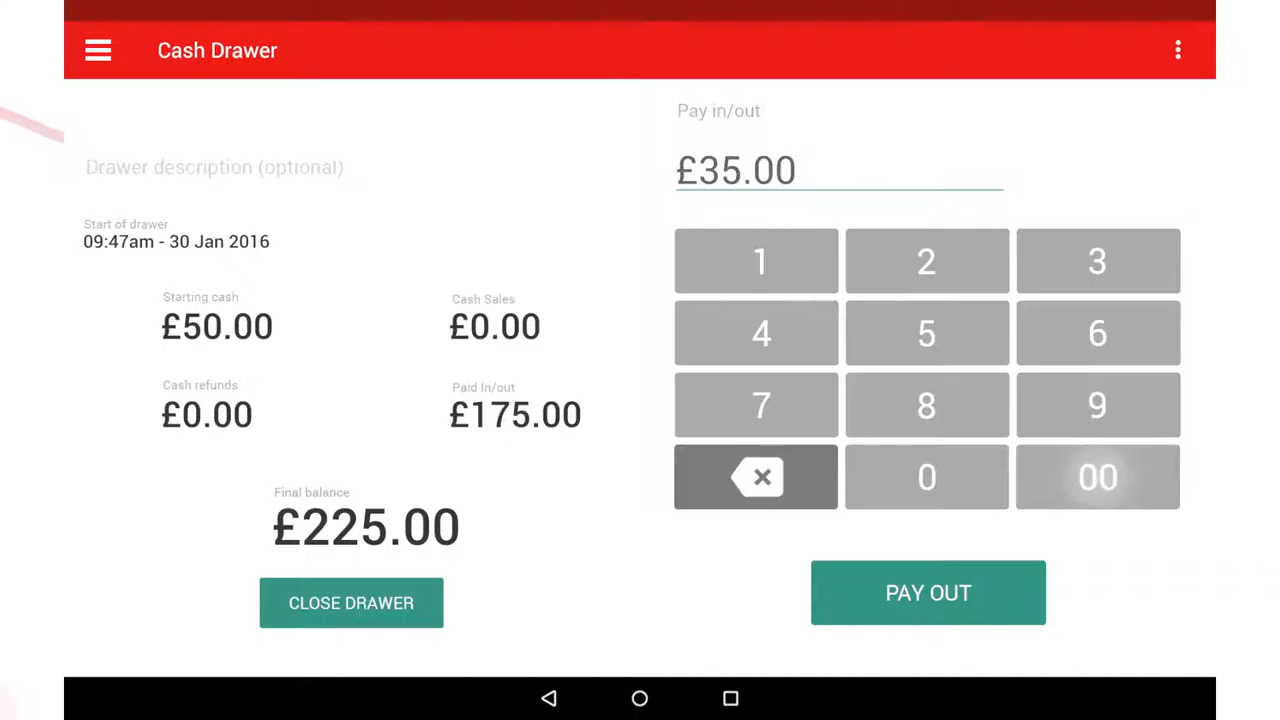 Cash Drawer
Pay in/out
£35.00
Drawer description (optional)
Start of drawer
09:47am - 30 Jan 2016
Starting cash
£50.00
Cash Sales
£0.00
Cash refunds
£0.00
Paid In/out
£175.00
Final balance
£225.00
CLOSE DRAWER
1 2 3
4 5 6
7 8 9
0 00
PAY OUT